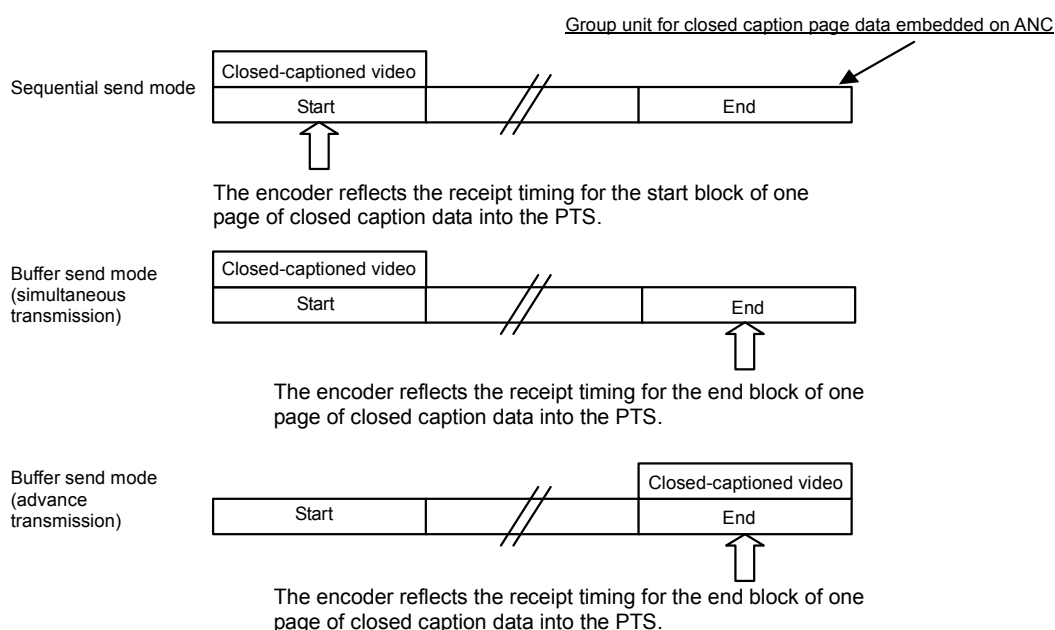 Group unit for closed caption page data embedded on ANC
Sequential send mode
Closed-captioned video
Start
End
The encoder reflects the receipt timing for the start block of one
page of closed caption data into the PTS.
Buffer send mode
(simultaneous
transmission)
Closed-captioned video
Start
End
The encoder reflects the receipt timing for the end block of one
page of closed caption data into the PTS.
Buffer send mode
(advance
transmission)
Closed-captioned video
Start
End
The encoder reflects the receipt timing for the end block of one
page of closed caption data into the PTS.